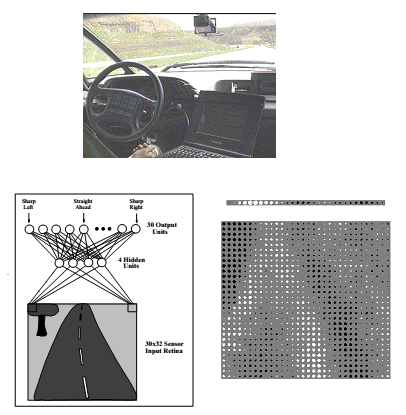 Sharp
Left
Straight
Ahead
Sharp
Right
30 Output
Units
4 Hidden
Units
30x32 Sensor
Input Retina